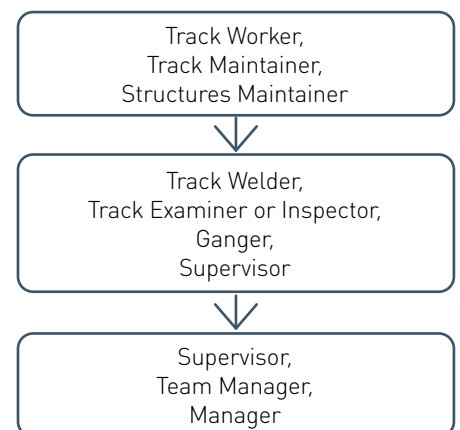 Track Worker,
Track Maintainer,
Structures Maintainer
Track Welder,
Track Examiner or Inspector,
Ganger,
Supervisor
Supervisor,
Team Manager,
Manager